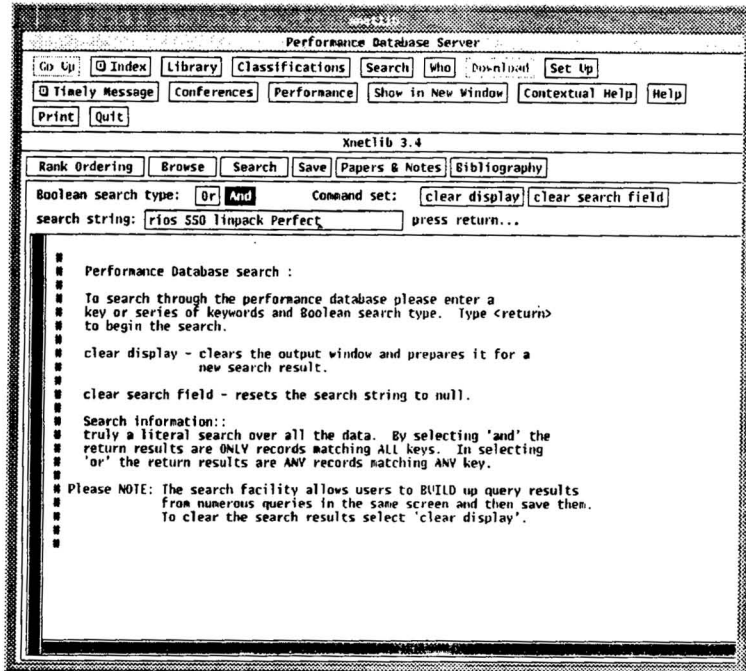 xnetlib
Performance Database Server
Go Up Index Library Classifications Search Who Download Set Up
Timely Message Conferences Performance Show in New Window Contextual Help Help
Print Quit
Xnetlib 3.4
Rank Ordering Browse Search Save Papers & Notes Bibliography
Boolean search type: Or And Command set: clear display clear search field
search string: rios 550 linpack Perfect press return...
#
# Performance Database search :
#
# To search through the performance database please enter a
# key or series of keywords and Boolean search type. Type <return>
# to begin the search.
#
# clear display - clears the output window and prepares it for a
# new search result.
#
# clear search field - resets the search string to null.
#
# Search information::
# truly a literal search over all the data. By selecting 'and' the
# return results are ONLY records matching ALL keys. In selecting
# 'or' the return results are ANY records matching ANY key.
#
# Please NOTE: The search facility allows users to BUILD up query results
# from numerous queries in the same screen and then save them.
# To clear the search results select 'clear display'.
#
#